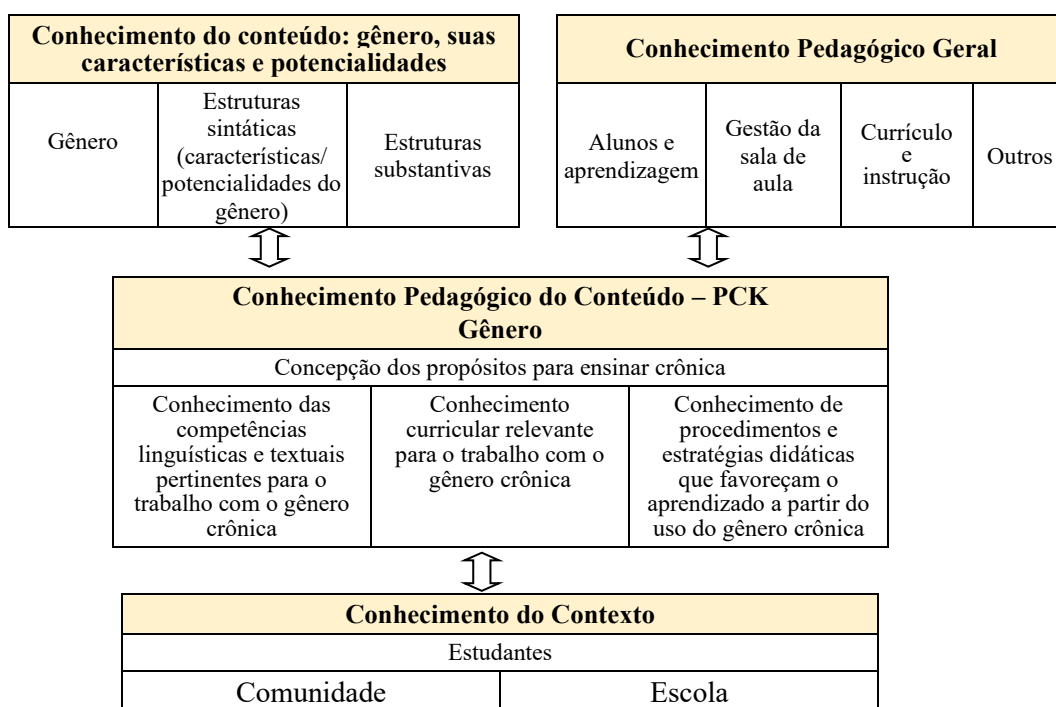 Conhecimento do conteúdo: gênero, suas
características e potencialidades
Gênero
Estruturas
sintáticas
(características/
potencialidades do
gênero)
Estruturas
substantivas
Conhecimento Pedagógico Geral
Alunos e
aprendizagem
Gestão da
sala de
aula
Currículo
e
instrução
Outros
Conhecimento Pedagógico do Conteúdo – PCK
Gênero
Concepção dos propósitos para ensinar crônica
Conhecimento das
competências
linguísticas e textuais
pertinentes para o
trabalho com o gênero
crônica
Conhecimento
curricular relevante
para o trabalho com o
gênero crônica
Conhecimento de
procedimentos e
estratégias didáticas
que favoreçam o
aprendizado a partir do
uso do gênero crônica
Conhecimento do Contexto
Estudantes
Comunidade
Escola